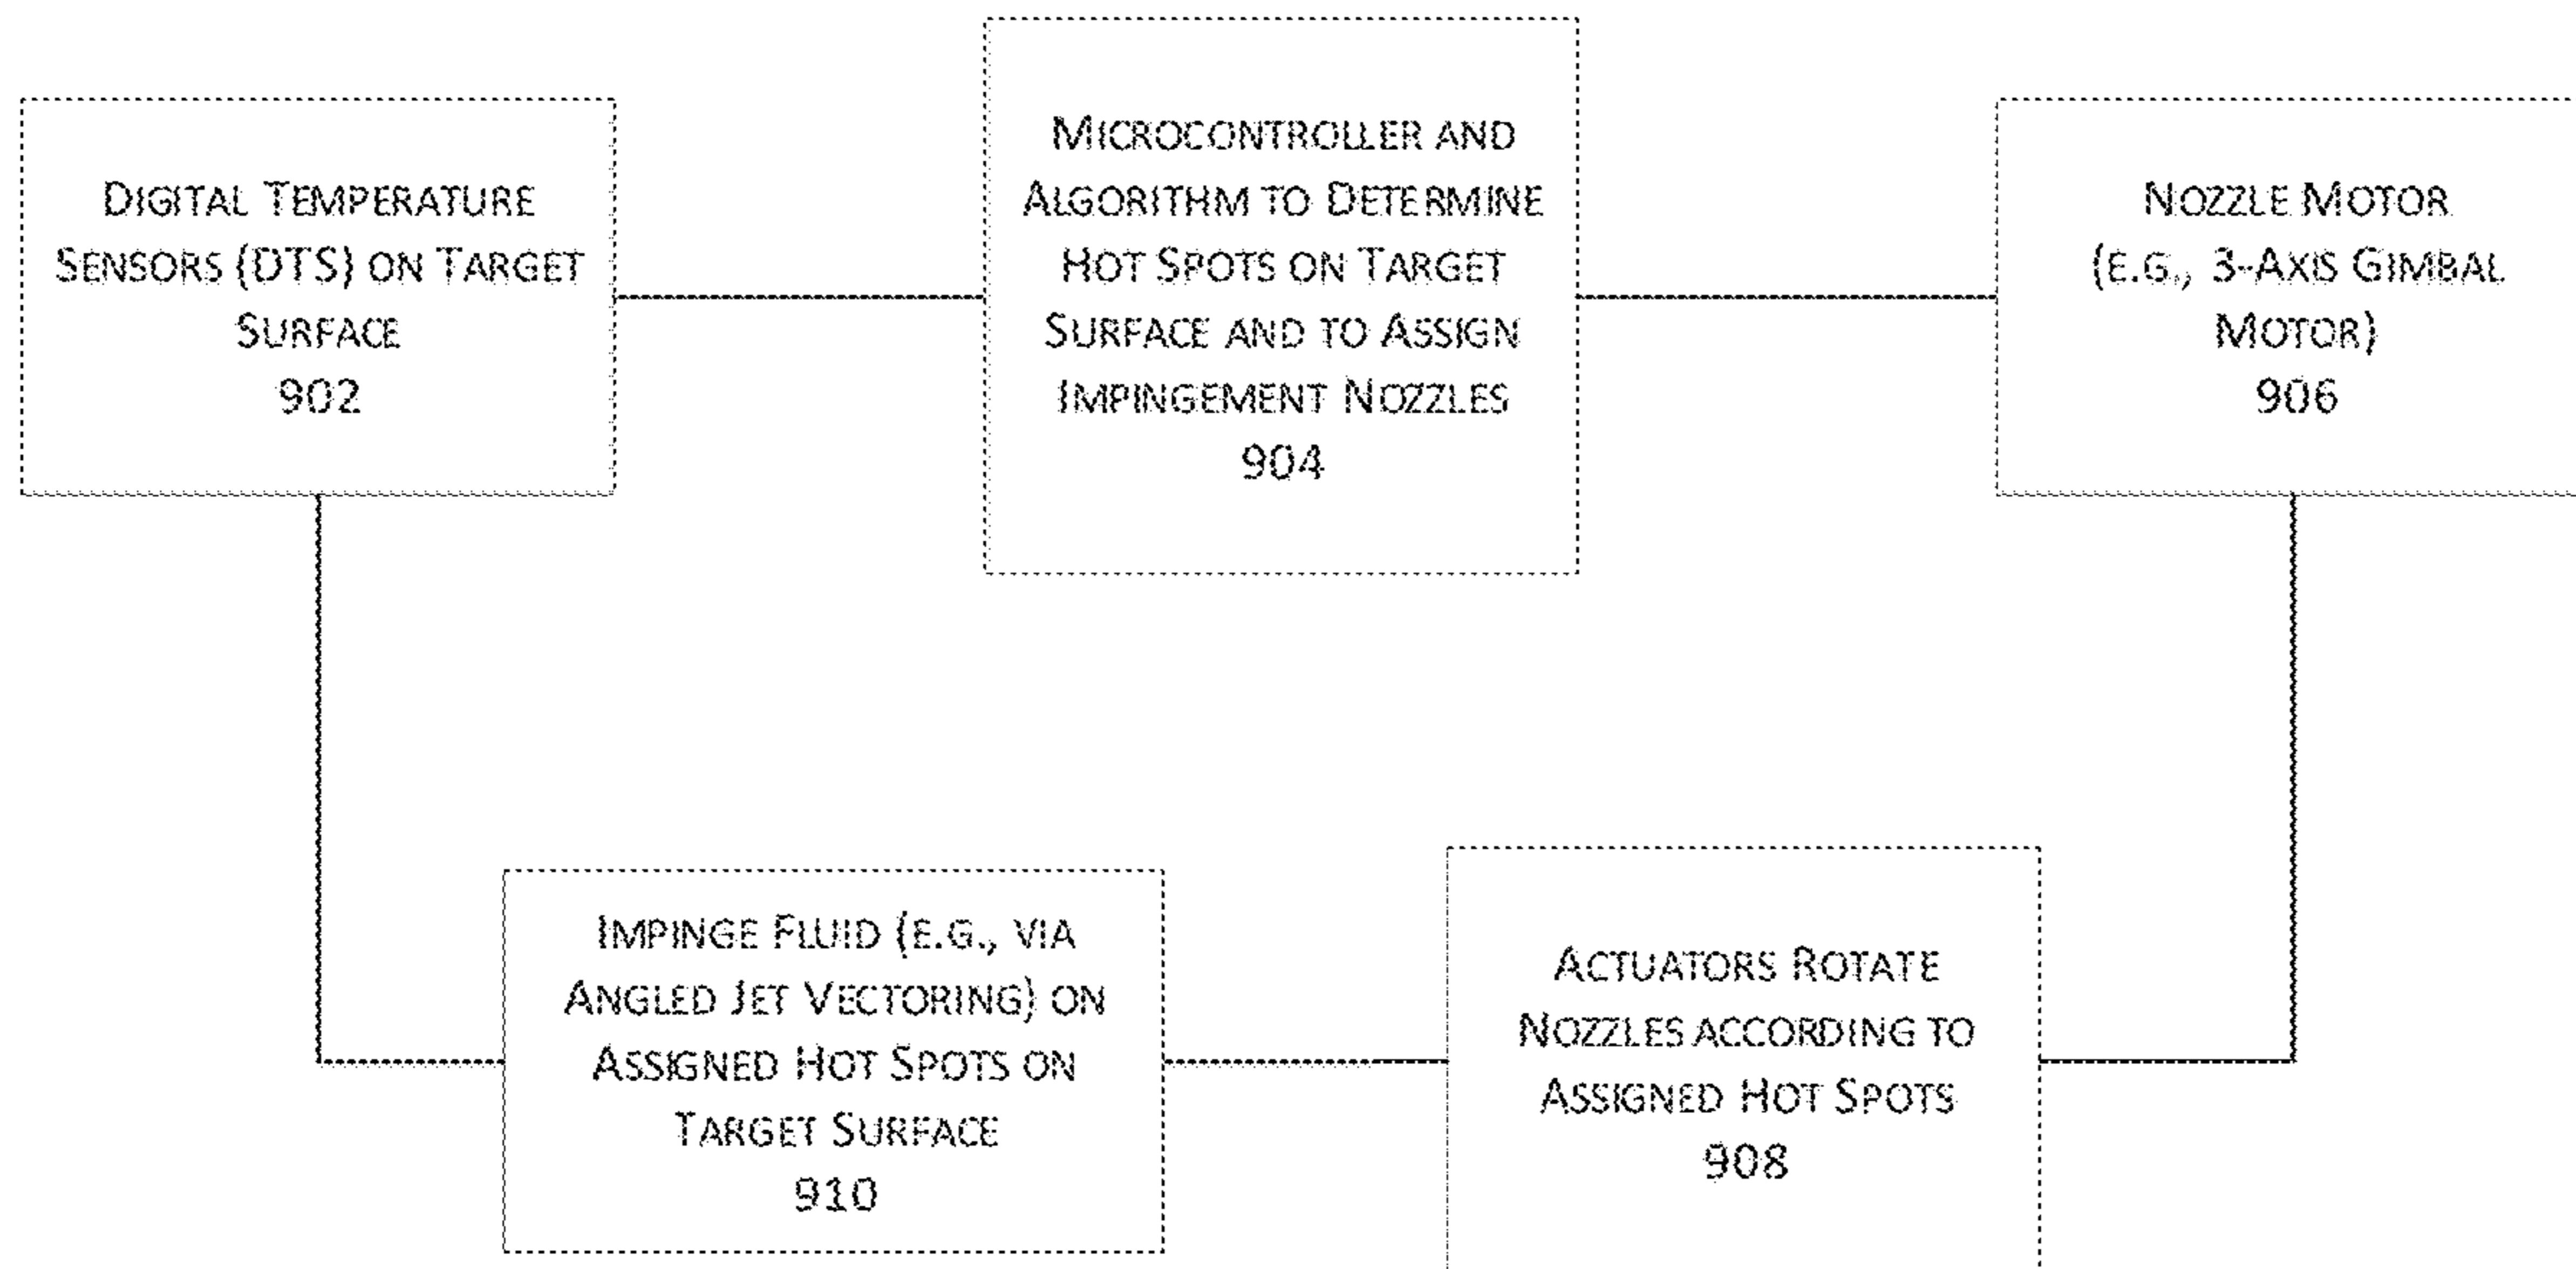 Digital Temperature
Sensors (DTS) on Target
Surface
902
Microcontroller and
Algorithm to Determine
Hot Spots on Target
Surface and to Assign
Impingement Nozzles
904
Nozzle Motor
(e.g., 3-Axis Gimbal
Motor)
906
Impinge Fluid (e.g., via
Angled Jet Vectoring) on
Assigned Hot Spots on
Target Surface
910
Actuators Rotate
Nozzles according to
Assigned Hot Spots
908